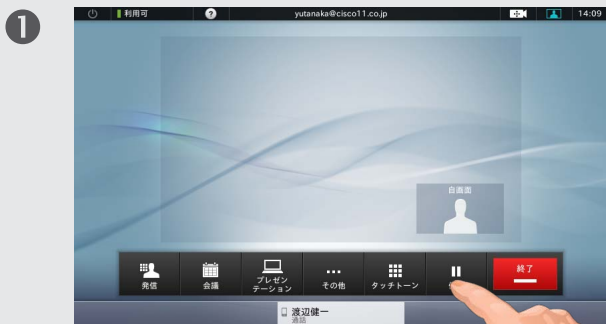 1
利用可
?
yutanaka@cisco11.co.jp
14:09
自画面
発信
会議
プレゼン
テーション
その他
タッチトーン
終了
渡辺健一
通話